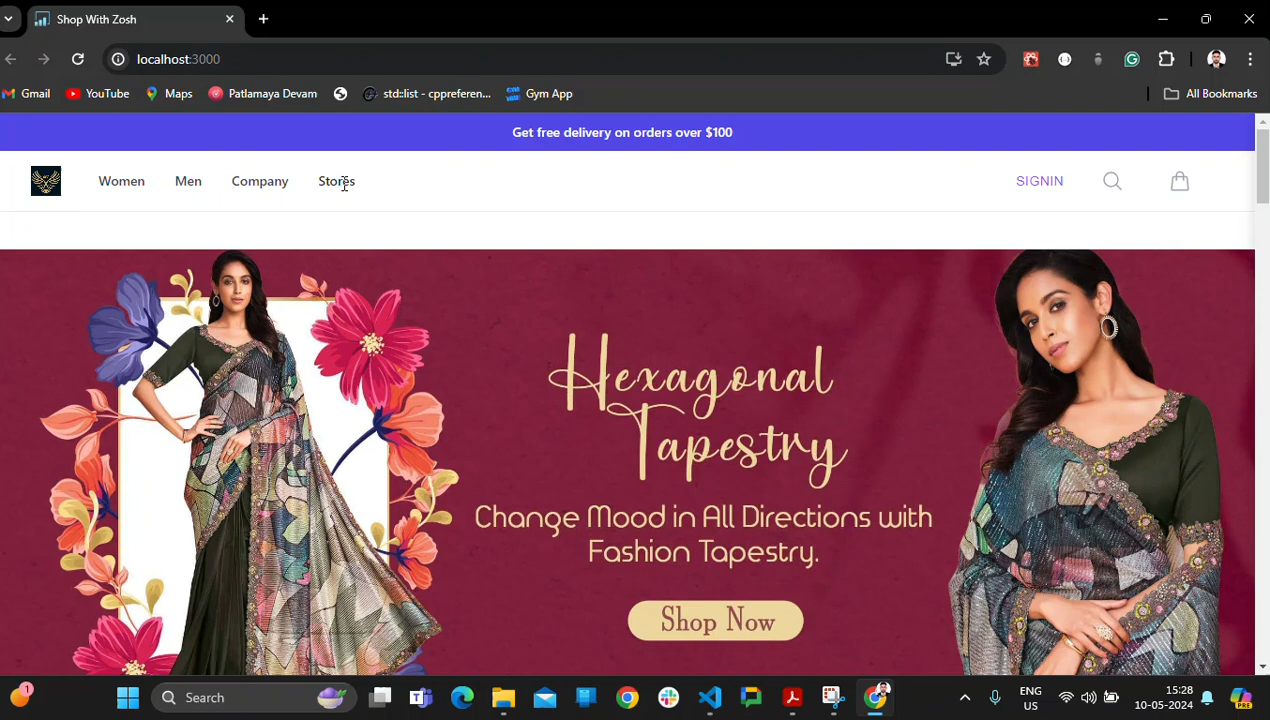 Shop With Zosh
localhost:3000
Gmail YouTube Maps Patlamaya Devam std::list - cppreferen... Gym App All Bookmarks
Get free delivery on orders over $100
Women Men Company Stores SIGNIN
Hexagonal
Tapestry
Change Mood in All Directions with
Fashion Tapestry.
Shop Now
1 Search ENG 15:28
US 10-05-2024 PRE